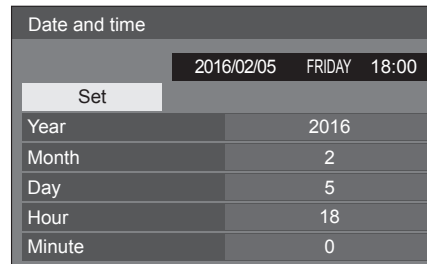 Date and time
2016/02/05 FRIDAY 18:00
Set
Year 2016
Month 2
Day 5
Hour 18
Minute 0